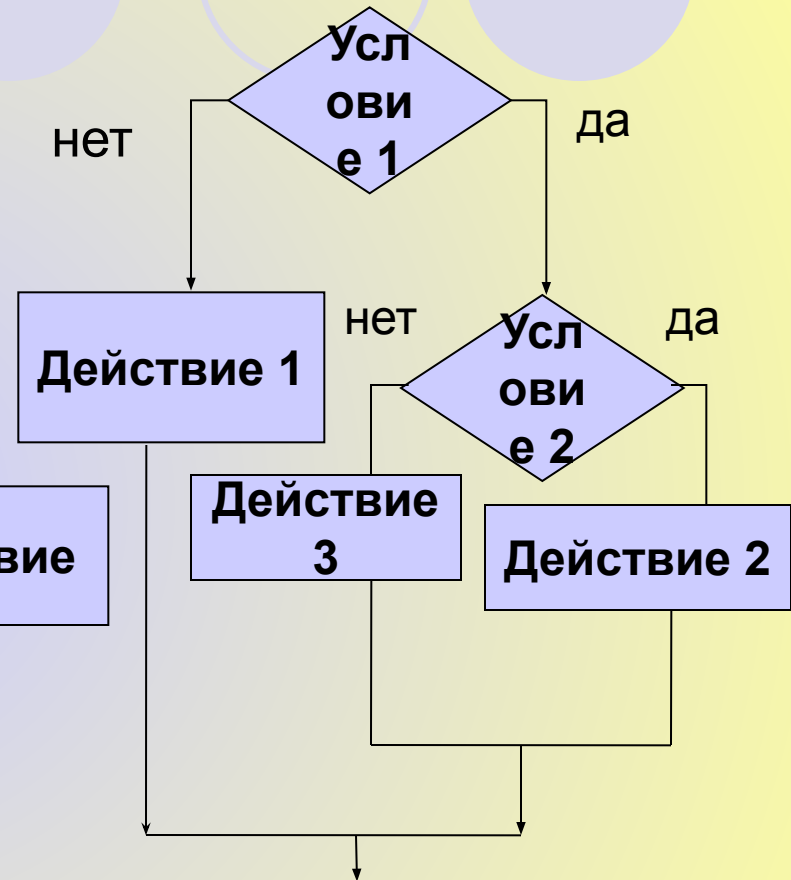 Усл
ови
е 1
нет
да
Действие 1
нет
да
Усл
ови
е 2
Действие
3
Действие 2
вие